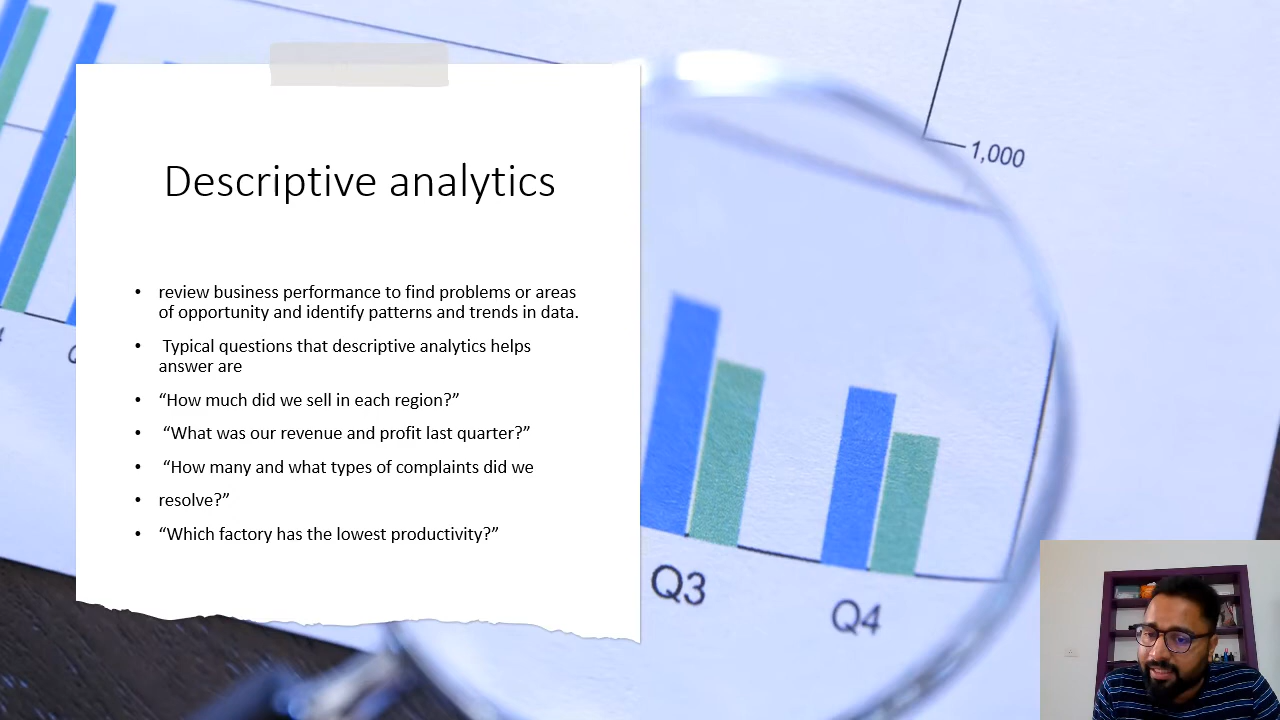 Descriptive analytics
• review business performance to find problems or areas
of opportunity and identify patterns and trends in data.
• Typical questions that descriptive analytics helps
answer are
• “How much did we sell in each region?”
• “What was our revenue and profit last quarter?”
• “How many and what types of complaints did we
• resolve?”
• “Which factory has the lowest productivity?”
1,000
Q3
Q4